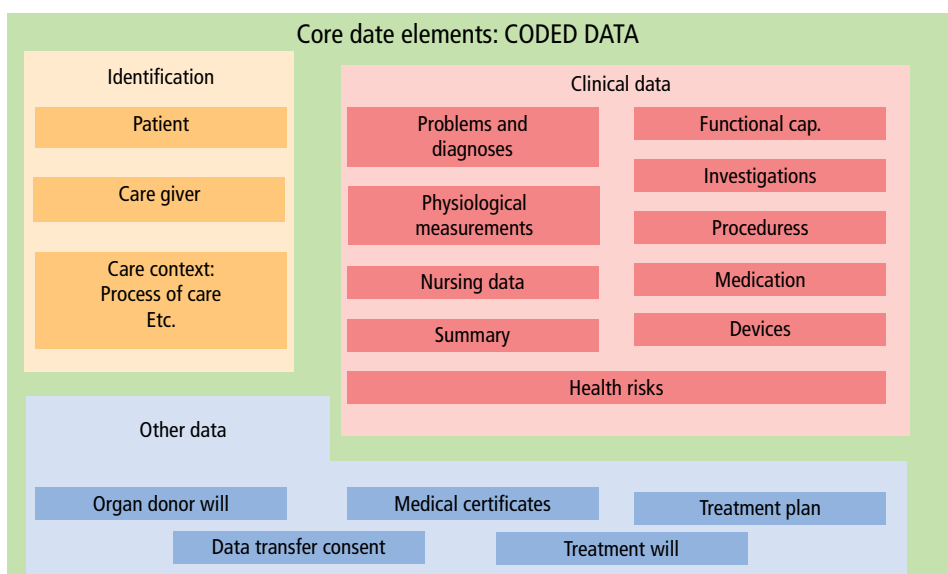 Core date elements: CODED DATA
Identification
Patient
Care giver
Care context:
Process of care
Etc.
Clinical data
Problems and
diagnoses
Physiological
measurements
Nursing data
Summary
Functional cap.
Investigations
Proceduress
Medication
Devices
Health risks
Other data
Organ donor will
Medical certificates
Treatment plan
Data transfer consent
Treatment will